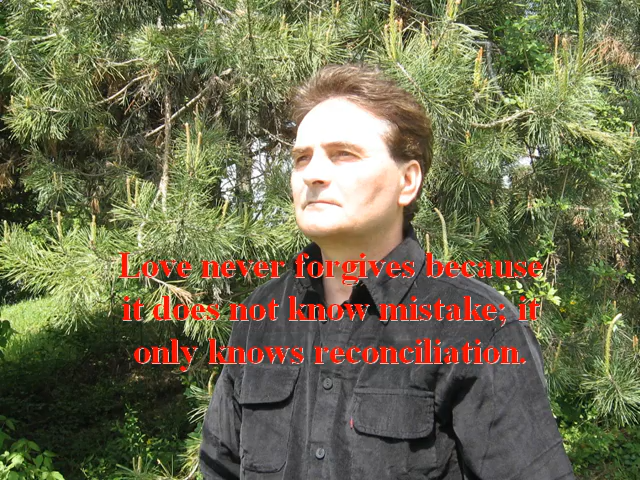 Love never forgives because
it does not know mistake; it
only knows reconciliation.